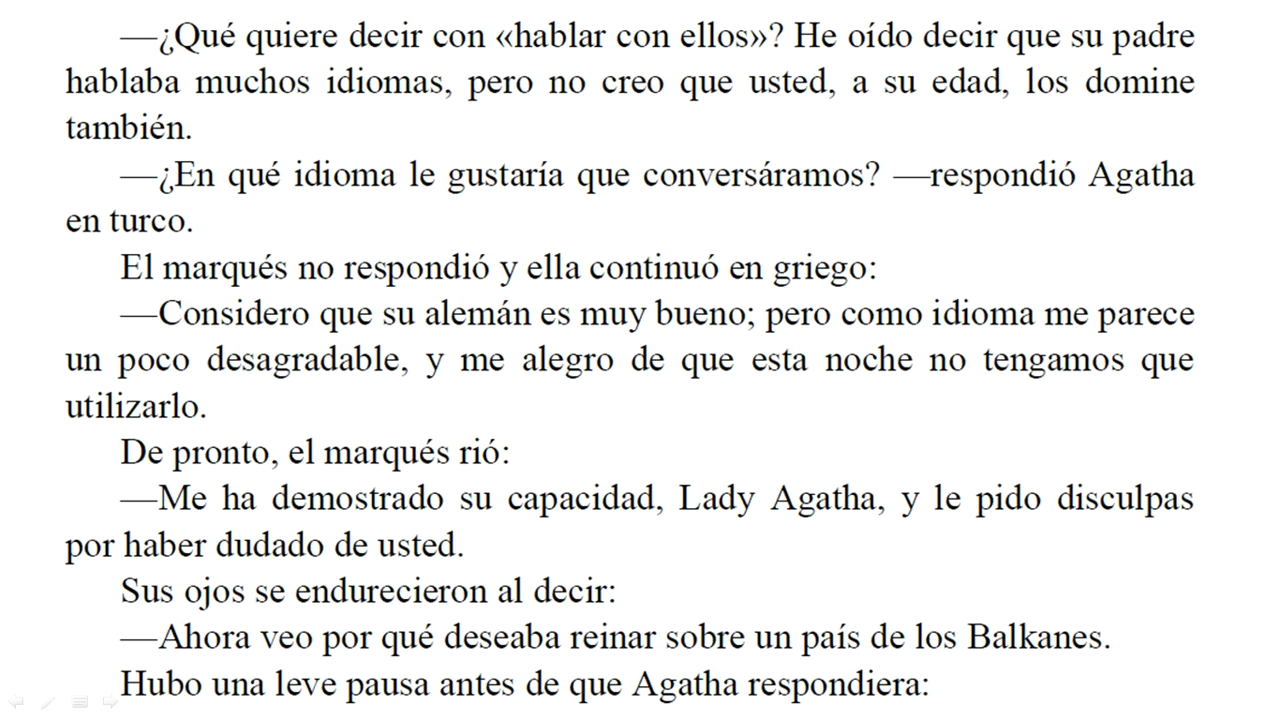 —¿Qué quiere decir con «hablar con ellos»? He oído decir que su padre
hablaba muchos idiomas, pero no creo que usted, a su edad, los domine
también.
—¿En qué idioma le gustaría que conversáramos? —respondió Agatha
en turco.
El marqués no respondió y ella continuó en griego:
—Considero que su alemán es muy bueno; pero como idioma me parece
un poco desagradable, y me alegro de que esta noche no tengamos que
utilizarlo.
De pronto, el marqués rió:
—Me ha demostrado su capacidad, Lady Agatha, y le pido disculpas
por haber dudado de usted.
Sus ojos se endurecieron al decir:
—Ahora veo por qué deseaba reinar sobre un país de los Balkanes.
Hubo una leve pausa antes de que Agatha respondiera: